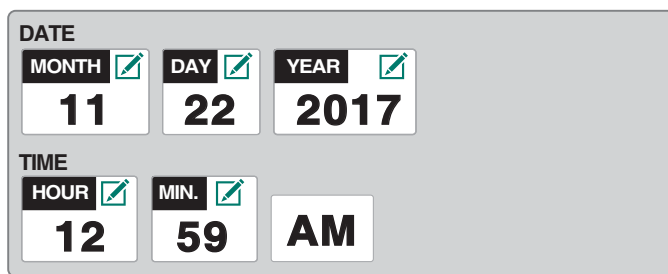 DATE
MONTH DAY YEAR
11 22 2017
TIME
HOUR MIN.
12 59 AM